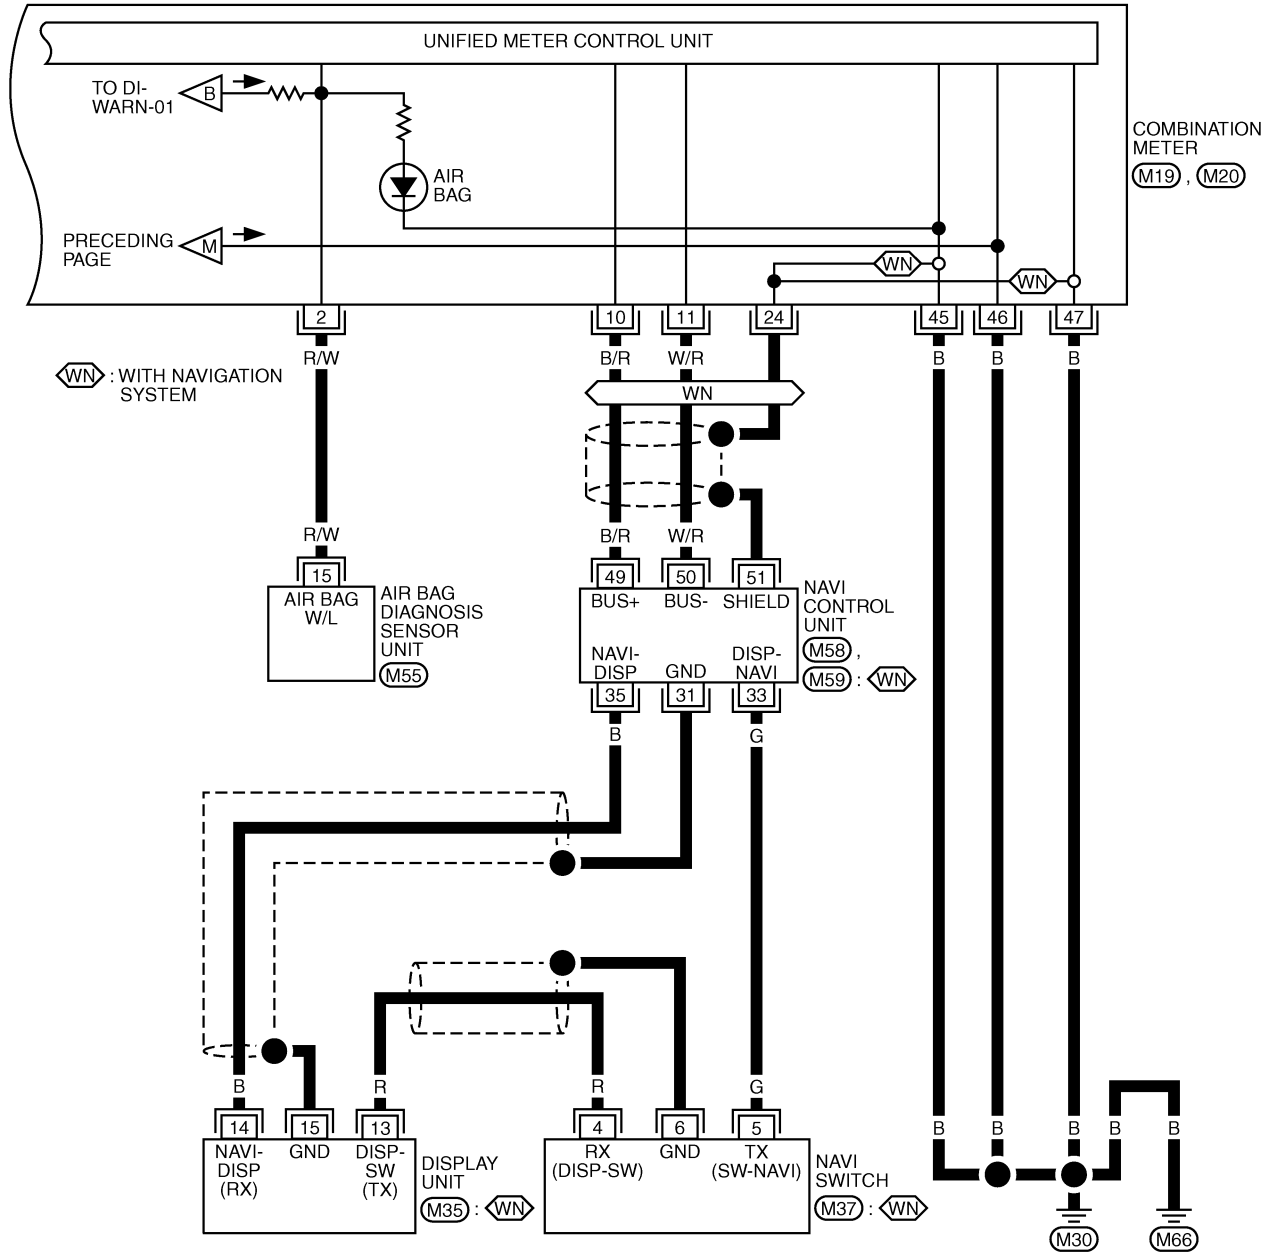 UNIFIED METER CONTROL UNIT
TO DI-
WARN-01
B
AIR
BAG
COMBINATION
METER
M19 , M20
PRECEDING
PAGE
M
WN
WN
2 10 11 24 45 46 47
R/W B/R W/R B B B
WN : WITH NAVIGATION
SYSTEM
WN
R/W B/R W/R
15 49 50 51
AIR BAG
W/L
AIR BAG
DIAGNOSIS
SENSOR
UNIT
M55
BUS+ BUS- SHIELD
NAVI-
DISP
GND
DISP-
NAVI
NAVI
CONTROL
UNIT
M58 ,
M59 : WN
35 31 33
B G
B R R G B B B B B
14 15 13 4 6 5
NAVI-
DISP
(RX)
GND
DISP-
SW
(TX)
DISPLAY
UNIT
M35 : WN
RX
(DISP-SW)
GND
TX
(SW-NAVI)
NAVI
SWITCH
M37 : WN
M30 M66